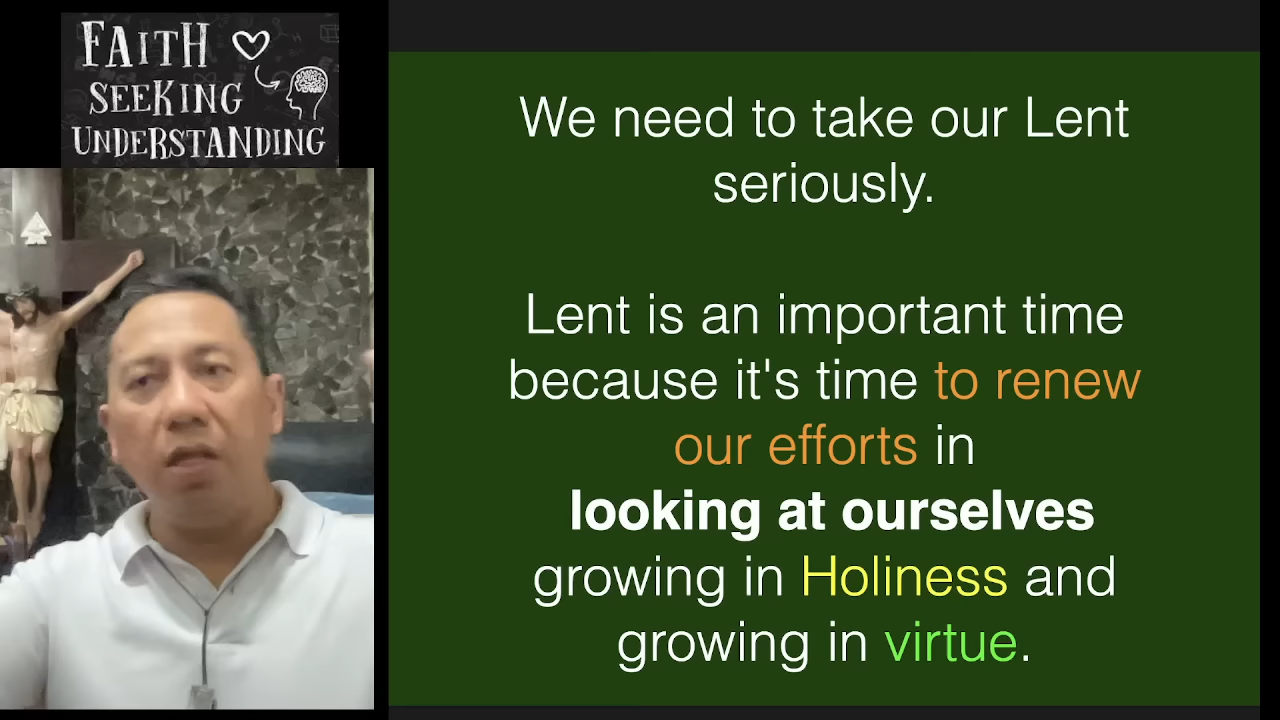 FAITH
SEEKING
UNDERSTANDING
We need to take our Lent
seriously.
Lent is an important time
because it's time to renew
our efforts in
looking at ourselves
growing in Holiness and
growing in virtue.